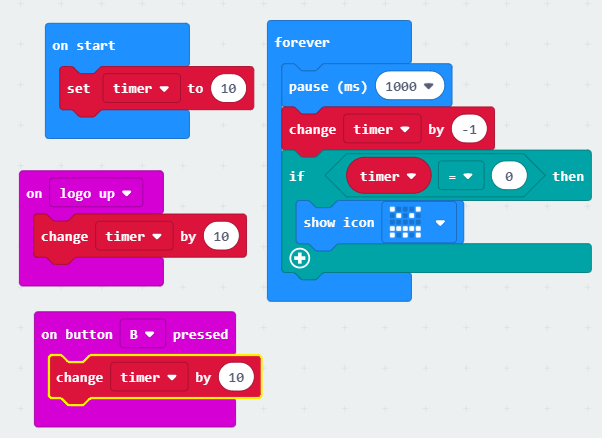 on start
set timer to 10
on logo up
change timer by 10
on button B pressed
change timer by 10
forever
pause (ms) 1000
change timer by -1
if timer = 0 then
show icon